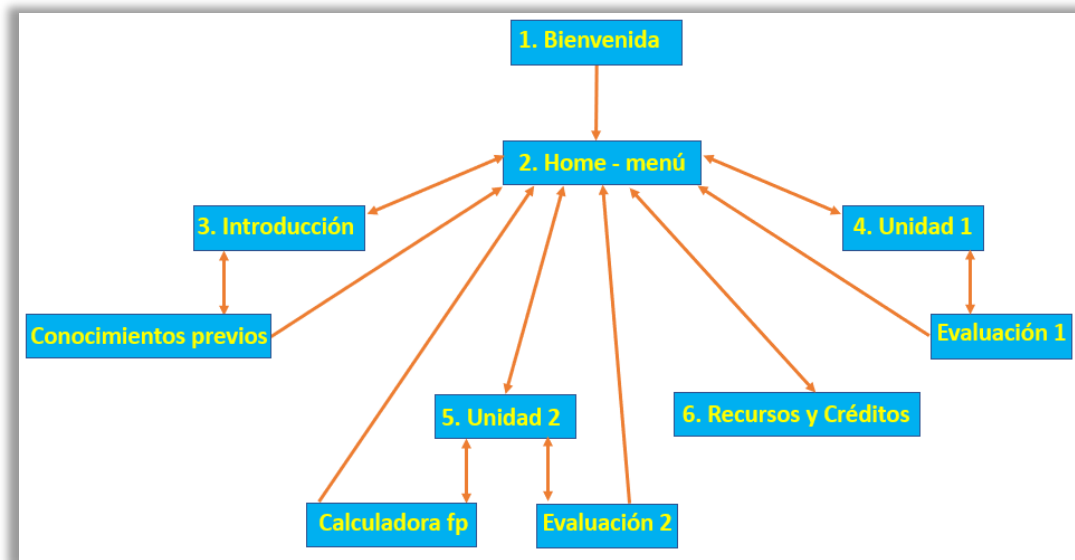 1. Bienvenida
2. Home - menú
3. Introducción
4. Unidad 1
Conocimientos previos
Evaluación 1
5. Unidad 2
6. Recursos y Créditos
Calculadora fp
Evaluación 2